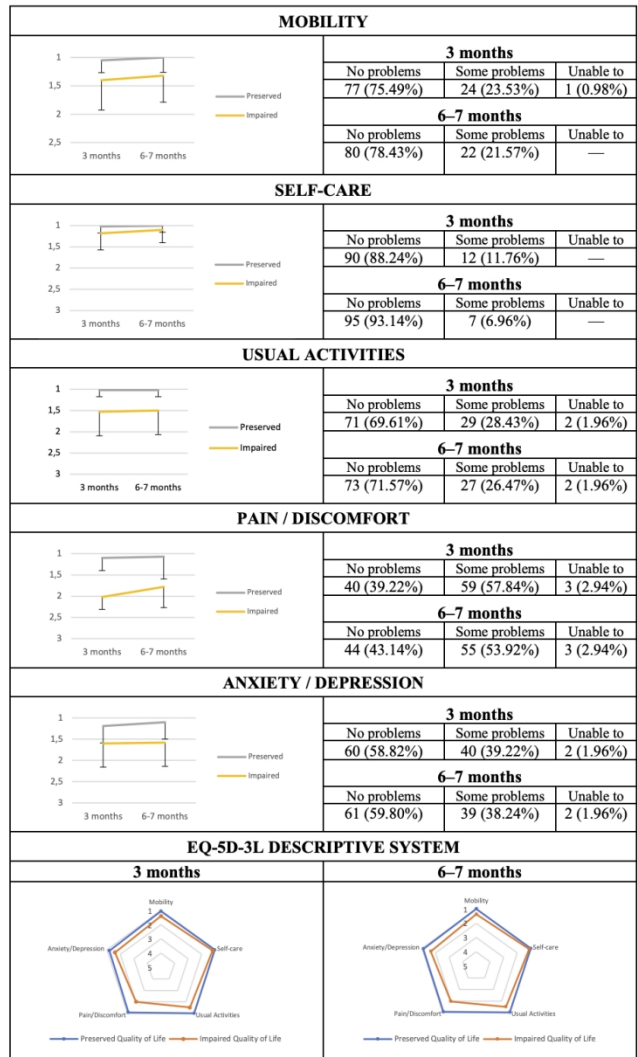 MOBILITY
1
1,5
2
2,5
3 months 6-7 months
Preserved
Impaired
3 months
No problems Some problems Unable to
77 (75.49%) 24 (23.53%) 1 (0.98%)
6–7 months
No problems Some problems Unable to
80 (78.43%) 22 (21.57%) —
SELF-CARE
1
1,5
2
2,5
3
3 months 6-7 months
Preserved
Impaired
3 months
No problems Some problems Unable to
90 (88.24%) 12 (11.76%) —
6–7 months
No problems Some problems Unable to
95 (93.14%) 7 (6.96%) —
USUAL ACTIVITIES
1
1,5
2
2,5
3
3 months 6-7 months
Preserved
Impaired
3 months
No problems Some problems Unable to
71 (69.61%) 29 (28.43%) 2 (1.96%)
6–7 months
No problems Some problems Unable to
73 (71.57%) 27 (26.47%) 2 (1.96%)
PAIN / DISCOMFORT
1
1,5
2
2,5
3
3 months 6-7 months
Preserved
Impaired
3 months
No problems Some problems Unable to
40 (39.22%) 59 (57.84%) 3 (2.94%)
6–7 months
No problems Some problems Unable to
44 (43.14%) 55 (53.92%) 3 (2.94%)
ANXIETY / DEPRESSION
1
1,5
2
2,5
3
3 months 6-7 months
Preserved
Impaired
3 months
No problems Some problems Unable to
60 (58.82%) 40 (39.22%) 2 (1.96%)
6–7 months
No problems Some problems Unable to
61 (59.80%) 39 (38.24%) 2 (1.96%)
EQ-5D-3L DESCRIPTIVE SYSTEM
3 months
Mobility
1
2
3
4
5
Anxiety/Depression
Self-care
Pain/Discomfort
Usual Activities
Preserved Quality of Life Impaired Quality of Life
6–7 months
Mobility
1
2
3
4
5
Anxiety/Depression
Self-care
Pain/Discomfort
Usual Activities
Preserved Quality of Life Impaired Quality of Life